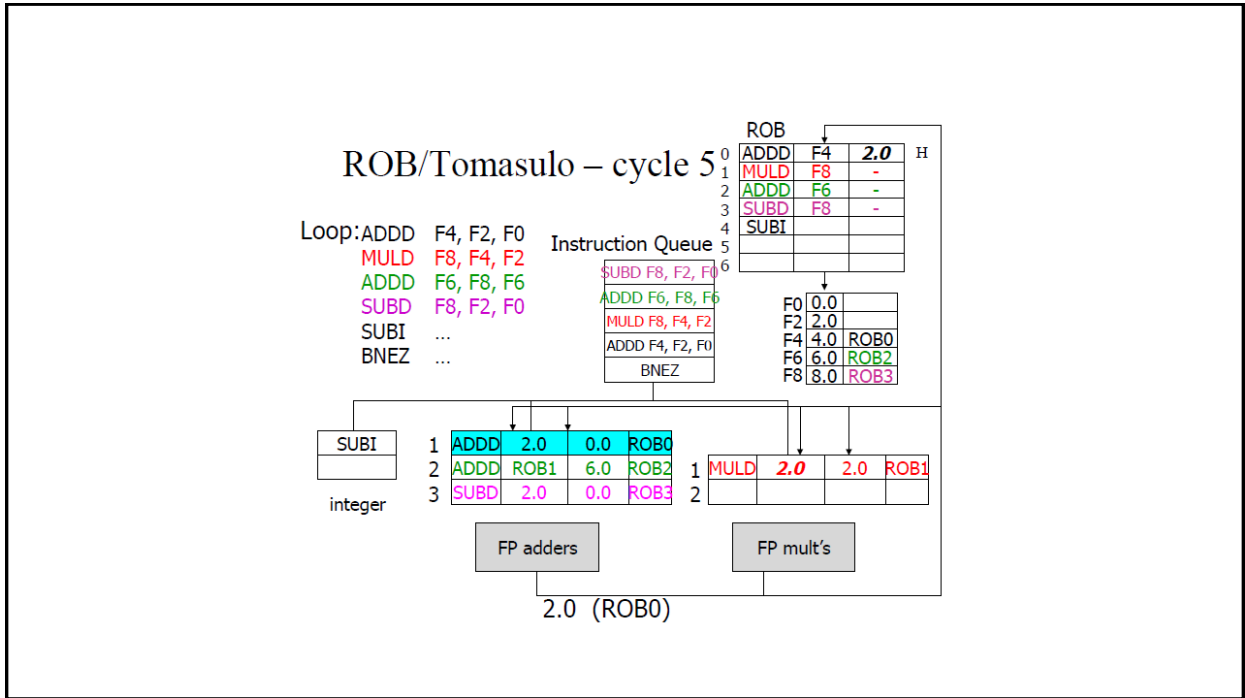 ROB/Tomasulo – cycle 5
ROB
0 ADDD F4 2.0 H
1 MULD F8 -
2 ADDD F6 -
3 SUBD F8 -
4 SUBI
5
6
Loop: ADDD F4, F2, F0
MULD F8, F4, F2
ADDD F6, F8, F6
SUBD F8, F2, F0
SUBI ...
BNEZ ...
Instruction Queue
SUBD F8, F2, F0
ADDD F6, F8, F6
MULD F8, F4, F2
ADDD F4, F2, F0
BNEZ
F0 0.0
F2 2.0
F4 4.0 ROB0
F6 6.0 ROB2
F8 8.0 ROB3
SUBI
integer
1 ADDD 2.0 0.0 ROB0
2 ADDD ROB1 6.0 ROB2
3 SUBD 2.0 0.0 ROB3
1 MULD 2.0 2.0 ROB1
2
FP adders
FP mult's
2.0 (ROB0)